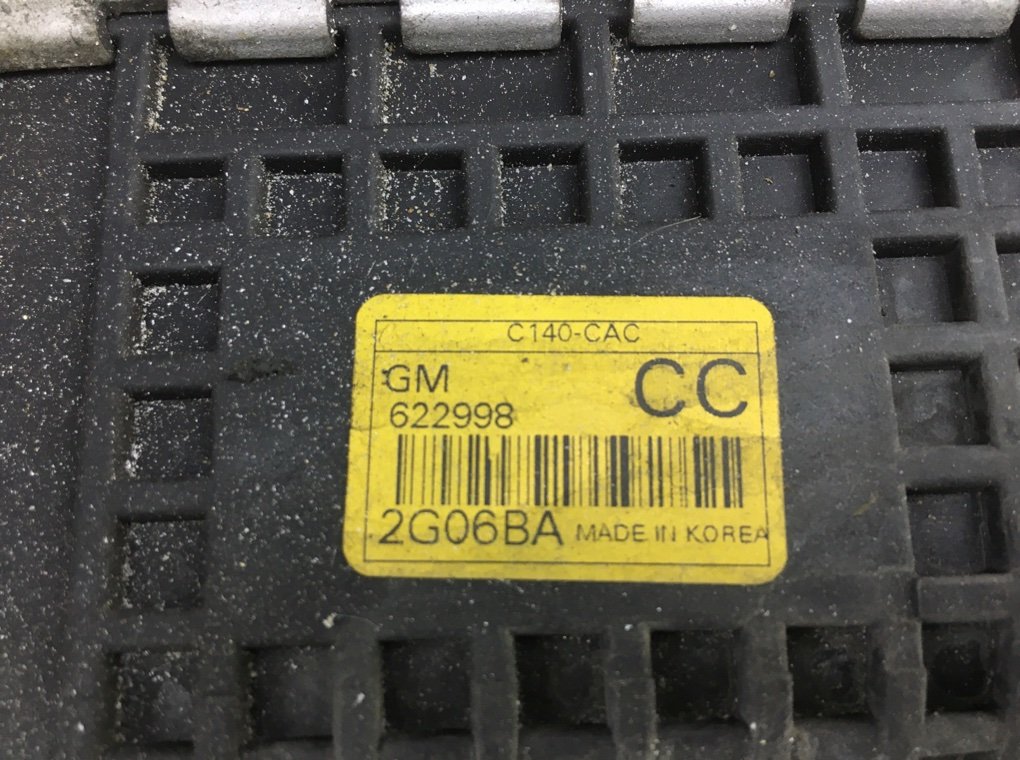 C140-CAC
GM CC
622998
2G06BA MADE IN KOREA